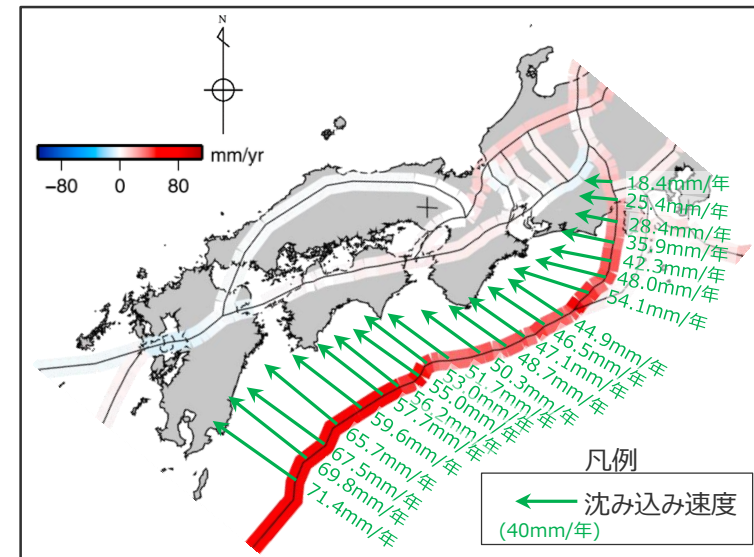 N
mm/yr
−80 0 80
18.4mm/年
25.4mm/年
28.4mm/年
35.9mm/年
42.3mm/年
48.0mm/年
54.1mm/年
44.9mm/年
46.5mm/年
47.1mm/年
48.7mm/年
50.3mm/年
51.7mm/年
53.0mm/年
55.0mm/年
56.2mm/年
57.7mm/年
59.6mm/年
65.7mm/年
67.5mm/年
69.8mm/年
71.4mm/年
凡例
沈み込み速度
(40mm/年)